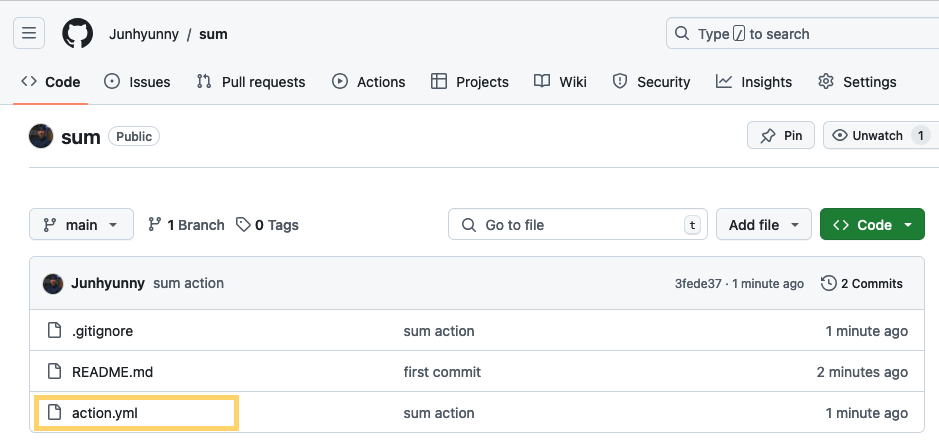 Junhyunny / sum Type / to search
Code Issues Pull requests Actions Projects Wiki Security Insights Settings
sum Public Pin Unwatch 1
main 1 Branch 0 Tags Go to file t Add file Code
Junhyunny sum action 3fede37 · 1 minute ago 2 Commits
.gitignore sum action 1 minute ago
README.md first commit 2 minutes ago
action.yml sum action 1 minute ago